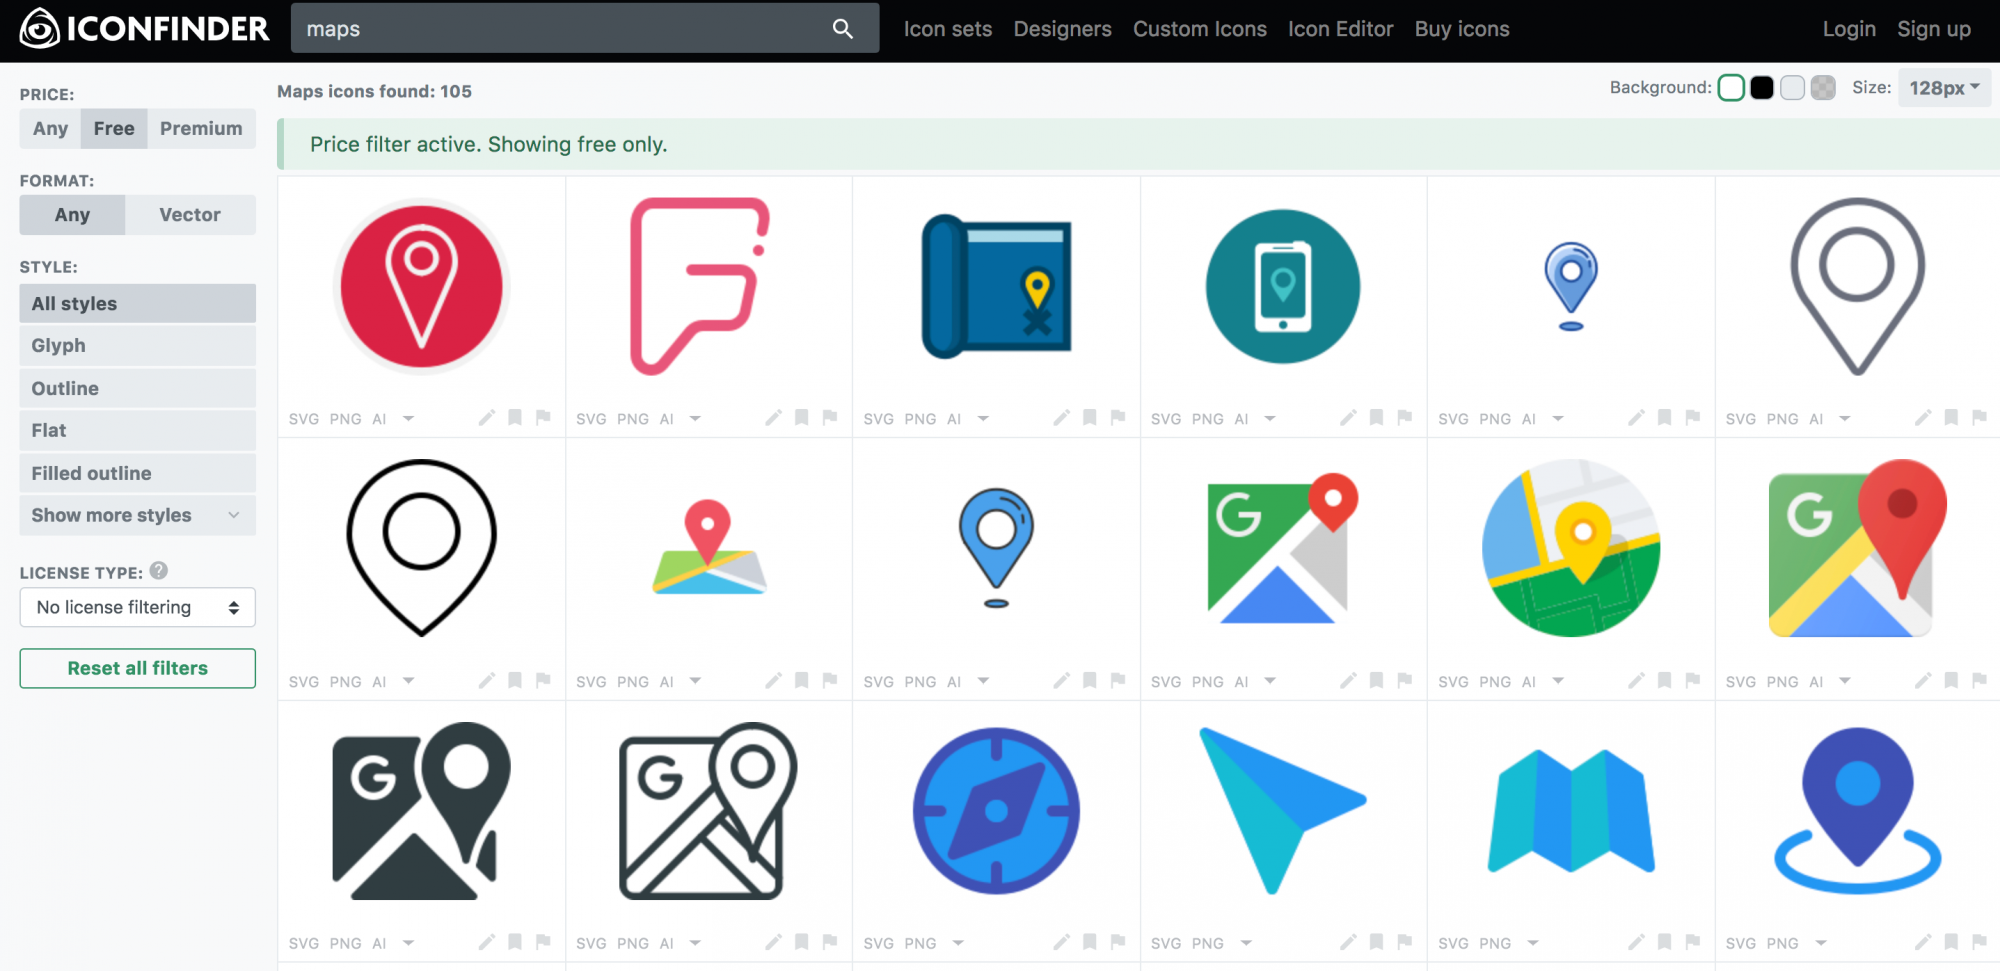 ICONFINDER
maps
Icon sets Designers Custom Icons Icon Editor Buy icons
Login Sign up
PRICE:
Any Free Premium
FORMAT:
Any Vector
STYLE:
All styles
Glyph
Outline
Flat
Filled outline
Show more styles
LICENSE TYPE: ?
No license filtering
Reset all filters
Maps icons found: 105
Background: Size: 128px
Price filter active. Showing free only.
SVG PNG AI SVG PNG AI SVG PNG AI SVG PNG AI SVG PNG AI SVG PNG AI
G G
SVG PNG AI SVG PNG AI SVG PNG AI SVG PNG AI SVG PNG AI SVG PNG AI
G G
SVG PNG AI SVG PNG AI SVG PNG SVG PNG SVG PNG SVG PNG